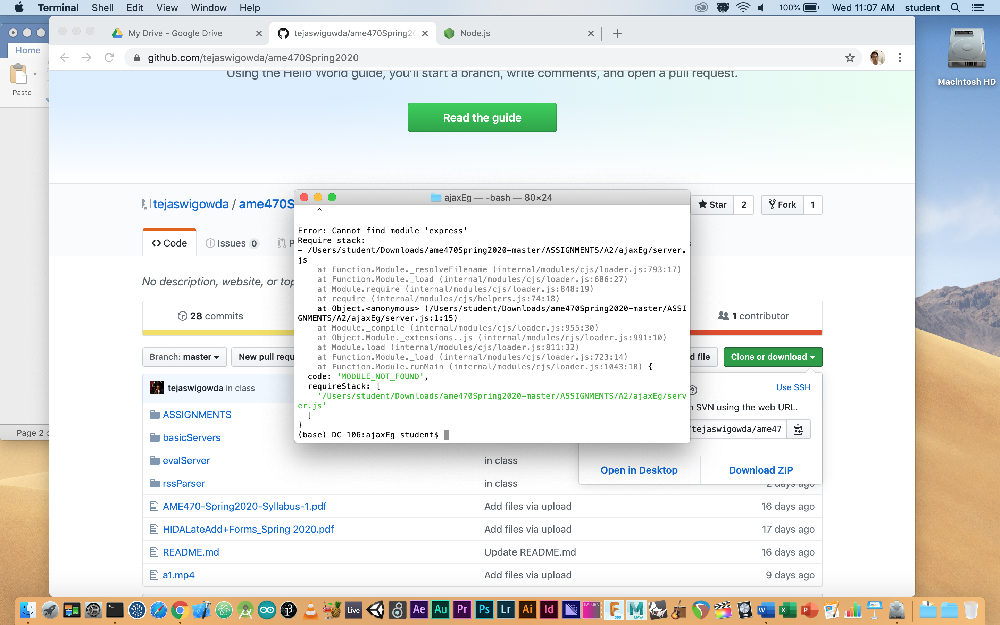 Terminal Shell Edit View Window Help 100% Wed 11:07 AM student
My Drive - Google Drive tejaswigowda/ame470Spring20 Node.js
Home
github.com/tejaswigowda/ame470Spring2020
Paste
Macintosh HD
Using the Hello World guide, you'll start a branch, write comments, and open a pull request.
Read the guide
tejaswigowda / ame470S
Star 2 Fork 1
Code Issues 0 P
No description, website, or top
28 commits
1 contributor
Branch: master New pull requ
d file Clone or download
tejaswigowda in class
Use SSH
n SVN using the web URL.
/tejaswigowda/ame47
Open in Desktop Download ZIP
ajaxEg — -bash — 80×24
^
Error: Cannot find module 'express'
Require stack:
- /Users/student/Downloads/ame470Spring2020-master/ASSIGNMENTS/A2/ajaxEg/server.
js
at Function.Module._resolveFilename (internal/modules/cjs/loader.js:793:17)
at Function.Module._load (internal/modules/cjs/loader.js:686:27)
at Module.require (internal/modules/cjs/loader.js:848:19)
at require (internal/modules/cjs/helpers.js:74:18)
at Object.<anonymous> (/Users/student/Downloads/ame470Spring2020-master/ASSI
GNMENTS/A2/ajaxEg/server.js:1:15)
at Module._compile (internal/modules/cjs/loader.js:955:30)
at Object.Module._extensions..js (internal/modules/cjs/loader.js:991:10)
at Module.load (internal/modules/cjs/loader.js:811:32)
at Function.Module._load (internal/modules/cjs/loader.js:723:14)
at Function.Module.runMain (internal/modules/cjs/loader.js:1043:10) {
code: 'MODULE_NOT_FOUND',
requireStack: [
'/Users/student/Downloads/ame470Spring2020-master/ASSIGNMENTS/A2/ajaxEg/serv
er.js'
]
}
(base) DC-106:ajaxEg student$
ASSIGNMENTS
basicServers
evalServer in class
rssParser in class 2 days ago
AME470-Spring2020-Syllabus-1.pdf Add files via upload 16 days ago
HIDALateAdd+Forms_Spring 2020.pdf Add files via upload 17 days ago
README.md Update README.md 16 days ago
a1.mp4 Add files via upload 9 days ago
Page 2 o
Live Ae Au Pr Ps Lr Ai Id ISADORA 360 MAYA W X P